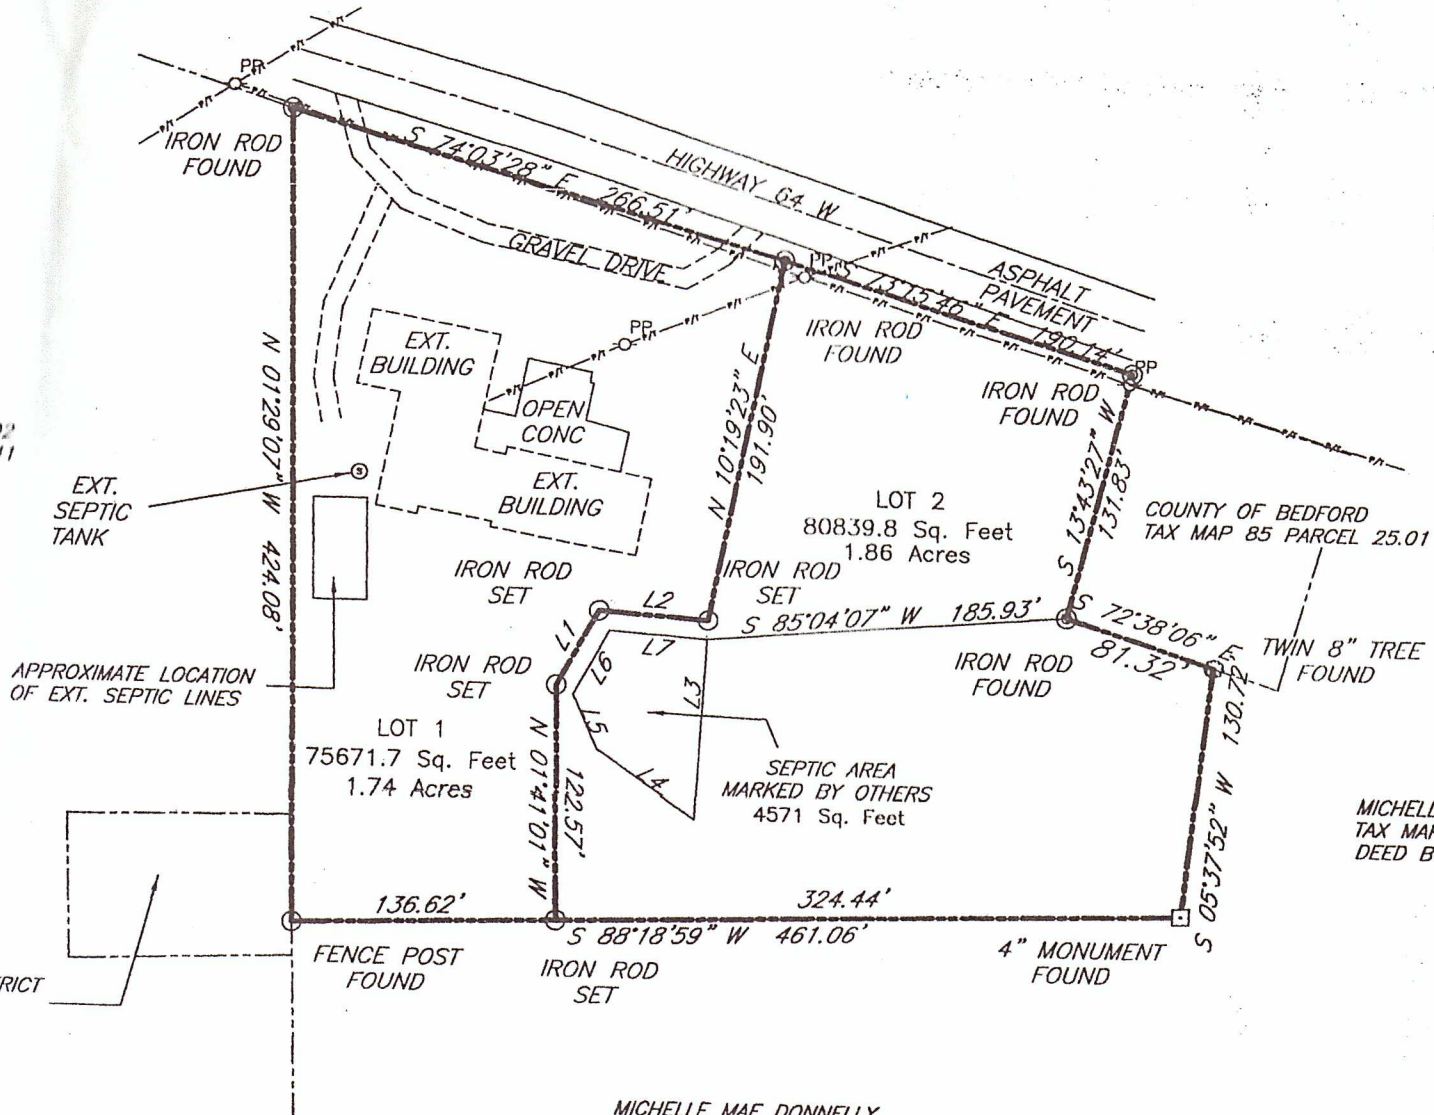 PP
IRON ROD
FOUND
S 74°03'28" E 266.51'
HIGHWAY 64 W
GRAVEL DRIVE
PP
S 73°15'46" E 190.14'
ASPHALT
PAVEMENT
IRON ROD
FOUND
PP
PP
IRON ROD
FOUND
EXT.
BUILDING
OPEN
CONC
EXT.
BUILDING
N 01°29'07" W 424.08'
N 10°19'23" E
191.90'
S 13°43'27" W
131.83'
EXT.
SEPTIC
TANK
S
LOT 2
80839.8 Sq. Feet
1.86 Acres
COUNTY OF BEDFORD
TAX MAP 85 PARCEL 25.01
IRON ROD
SET
L2
IRON ROD
SET
S 85°04'07" W 185.93'
S 72°38'06" E
81.32'
TWIN 8" TREE
FOUND
IRON ROD
FOUND
L1
L7
L6
L3
L5
L4
IRON ROD
SET
APPROXIMATE LOCATION
OF EXT. SEPTIC LINES
LOT 1
75671.7 Sq. Feet
1.74 Acres
N 01°41'01" W
122.57'
SEPTIC AREA
MARKED BY OTHERS
4571 Sq. Feet
S 05°37'52" W 130.72'
MICHELL
TAX MAP
DEED B
136.62'
324.44'
S 88°18'59" W 461.06'
FENCE POST
FOUND
IRON ROD
SET
4" MONUMENT
FOUND
RICT
MICHELLE MAE DONNELLY